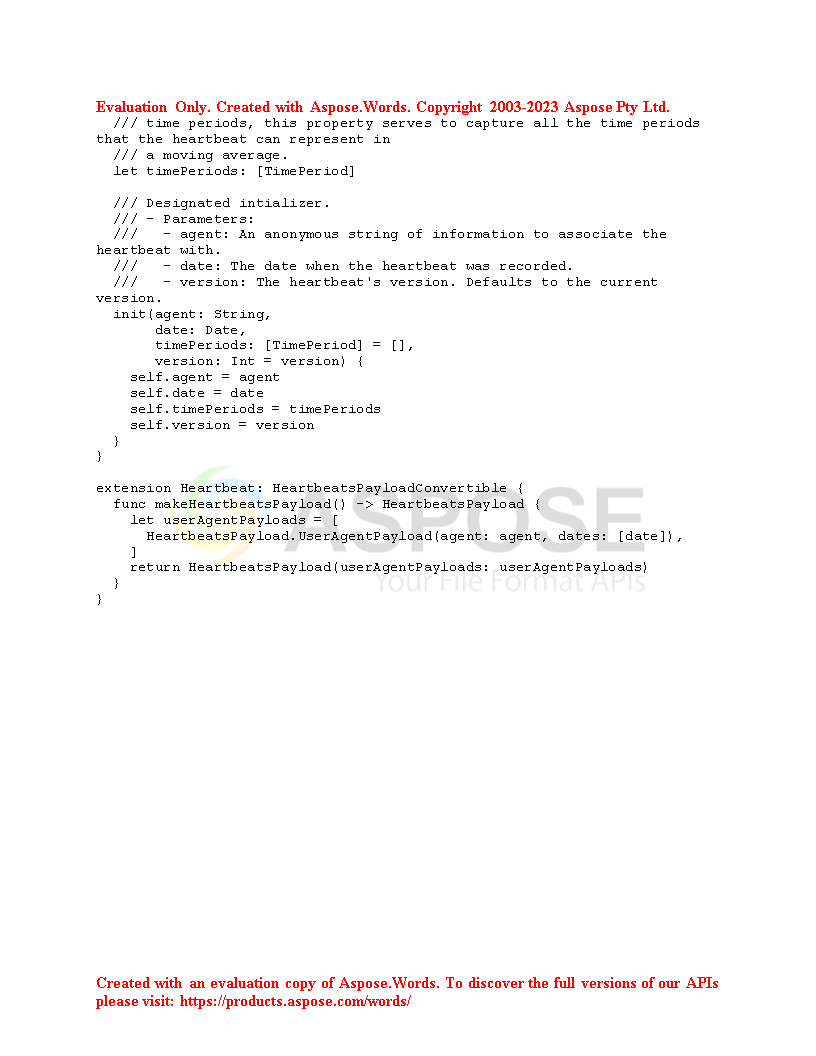 Evaluation Only. Created with Aspose.Words. Copyright 2003-2023 Aspose Pty Ltd.
  /// time periods, this property serves to capture all the time periods
that the heartbeat can represent in
  /// a moving average.
  let timePeriods: [TimePeriod]

  /// Designated intializer.
  /// - Parameters:
  ///   - agent: An anonymous string of information to associate the
heartbeat with.
  ///   - date: The date when the heartbeat was recorded.
  ///   - version: The heartbeat's version. Defaults to the current
version.
  init(agent: String,
       date: Date,
       timePeriods: [TimePeriod] = [],
       version: Int = version) {
    self.agent = agent
    self.date = date
    self.timePeriods = timePeriods
    self.version = version
  }
}

extension Heartbeat: HeartbeatsPayloadConvertible {
  func makeHeartbeatsPayload() -> HeartbeatsPayload {
    let userAgentPayloads = [
      HeartbeatsPayload.UserAgentPayload(agent: agent, dates: [date]),
    ]
    return HeartbeatsPayload(userAgentPayloads: userAgentPayloads)
  }
}
ASPOSE
Your File Format APIs
Created with an evaluation copy of Aspose.Words. To discover the full versions of our APIs
please visit: https://products.aspose.com/words/